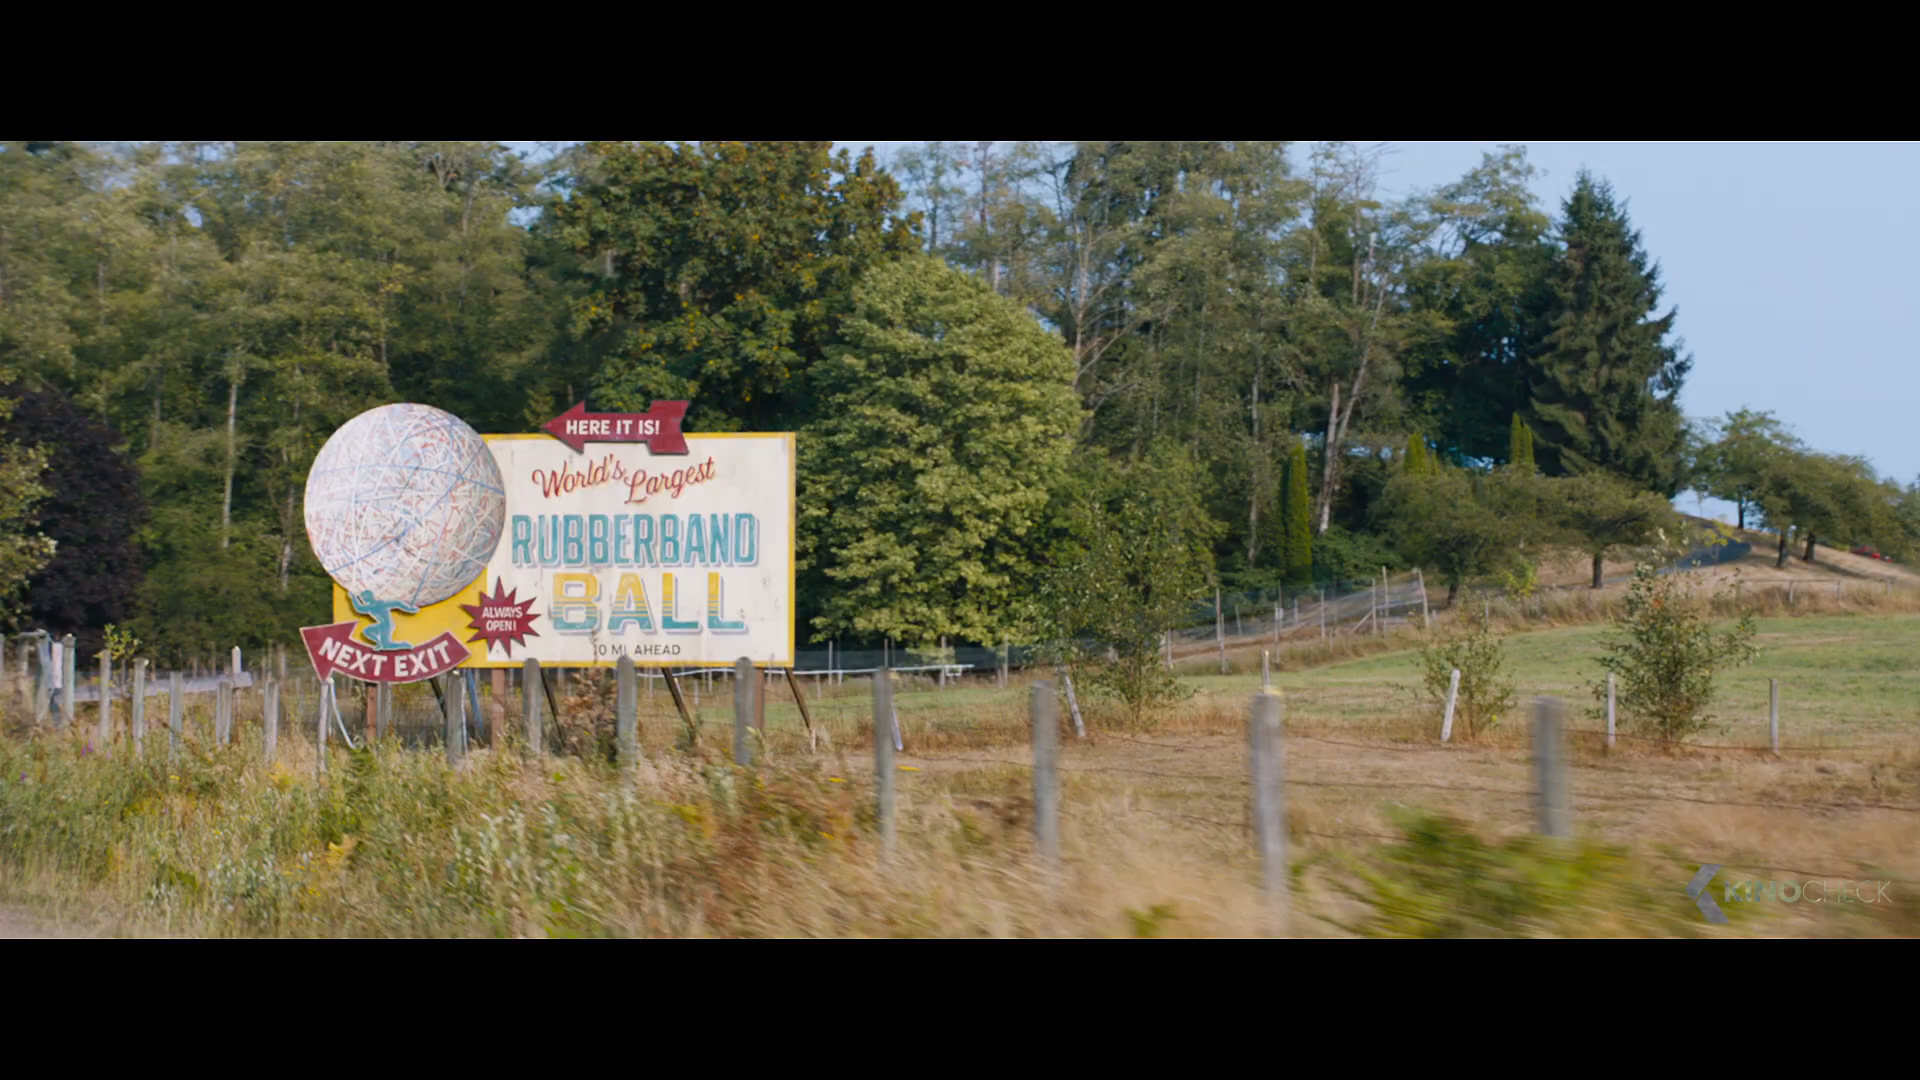 HERE IT IS!
World's Largest
RUBBERBAND
BALL
ALWAYS
OPEN!
MI. AHEAD
NEXT EXIT
KINOCHECK